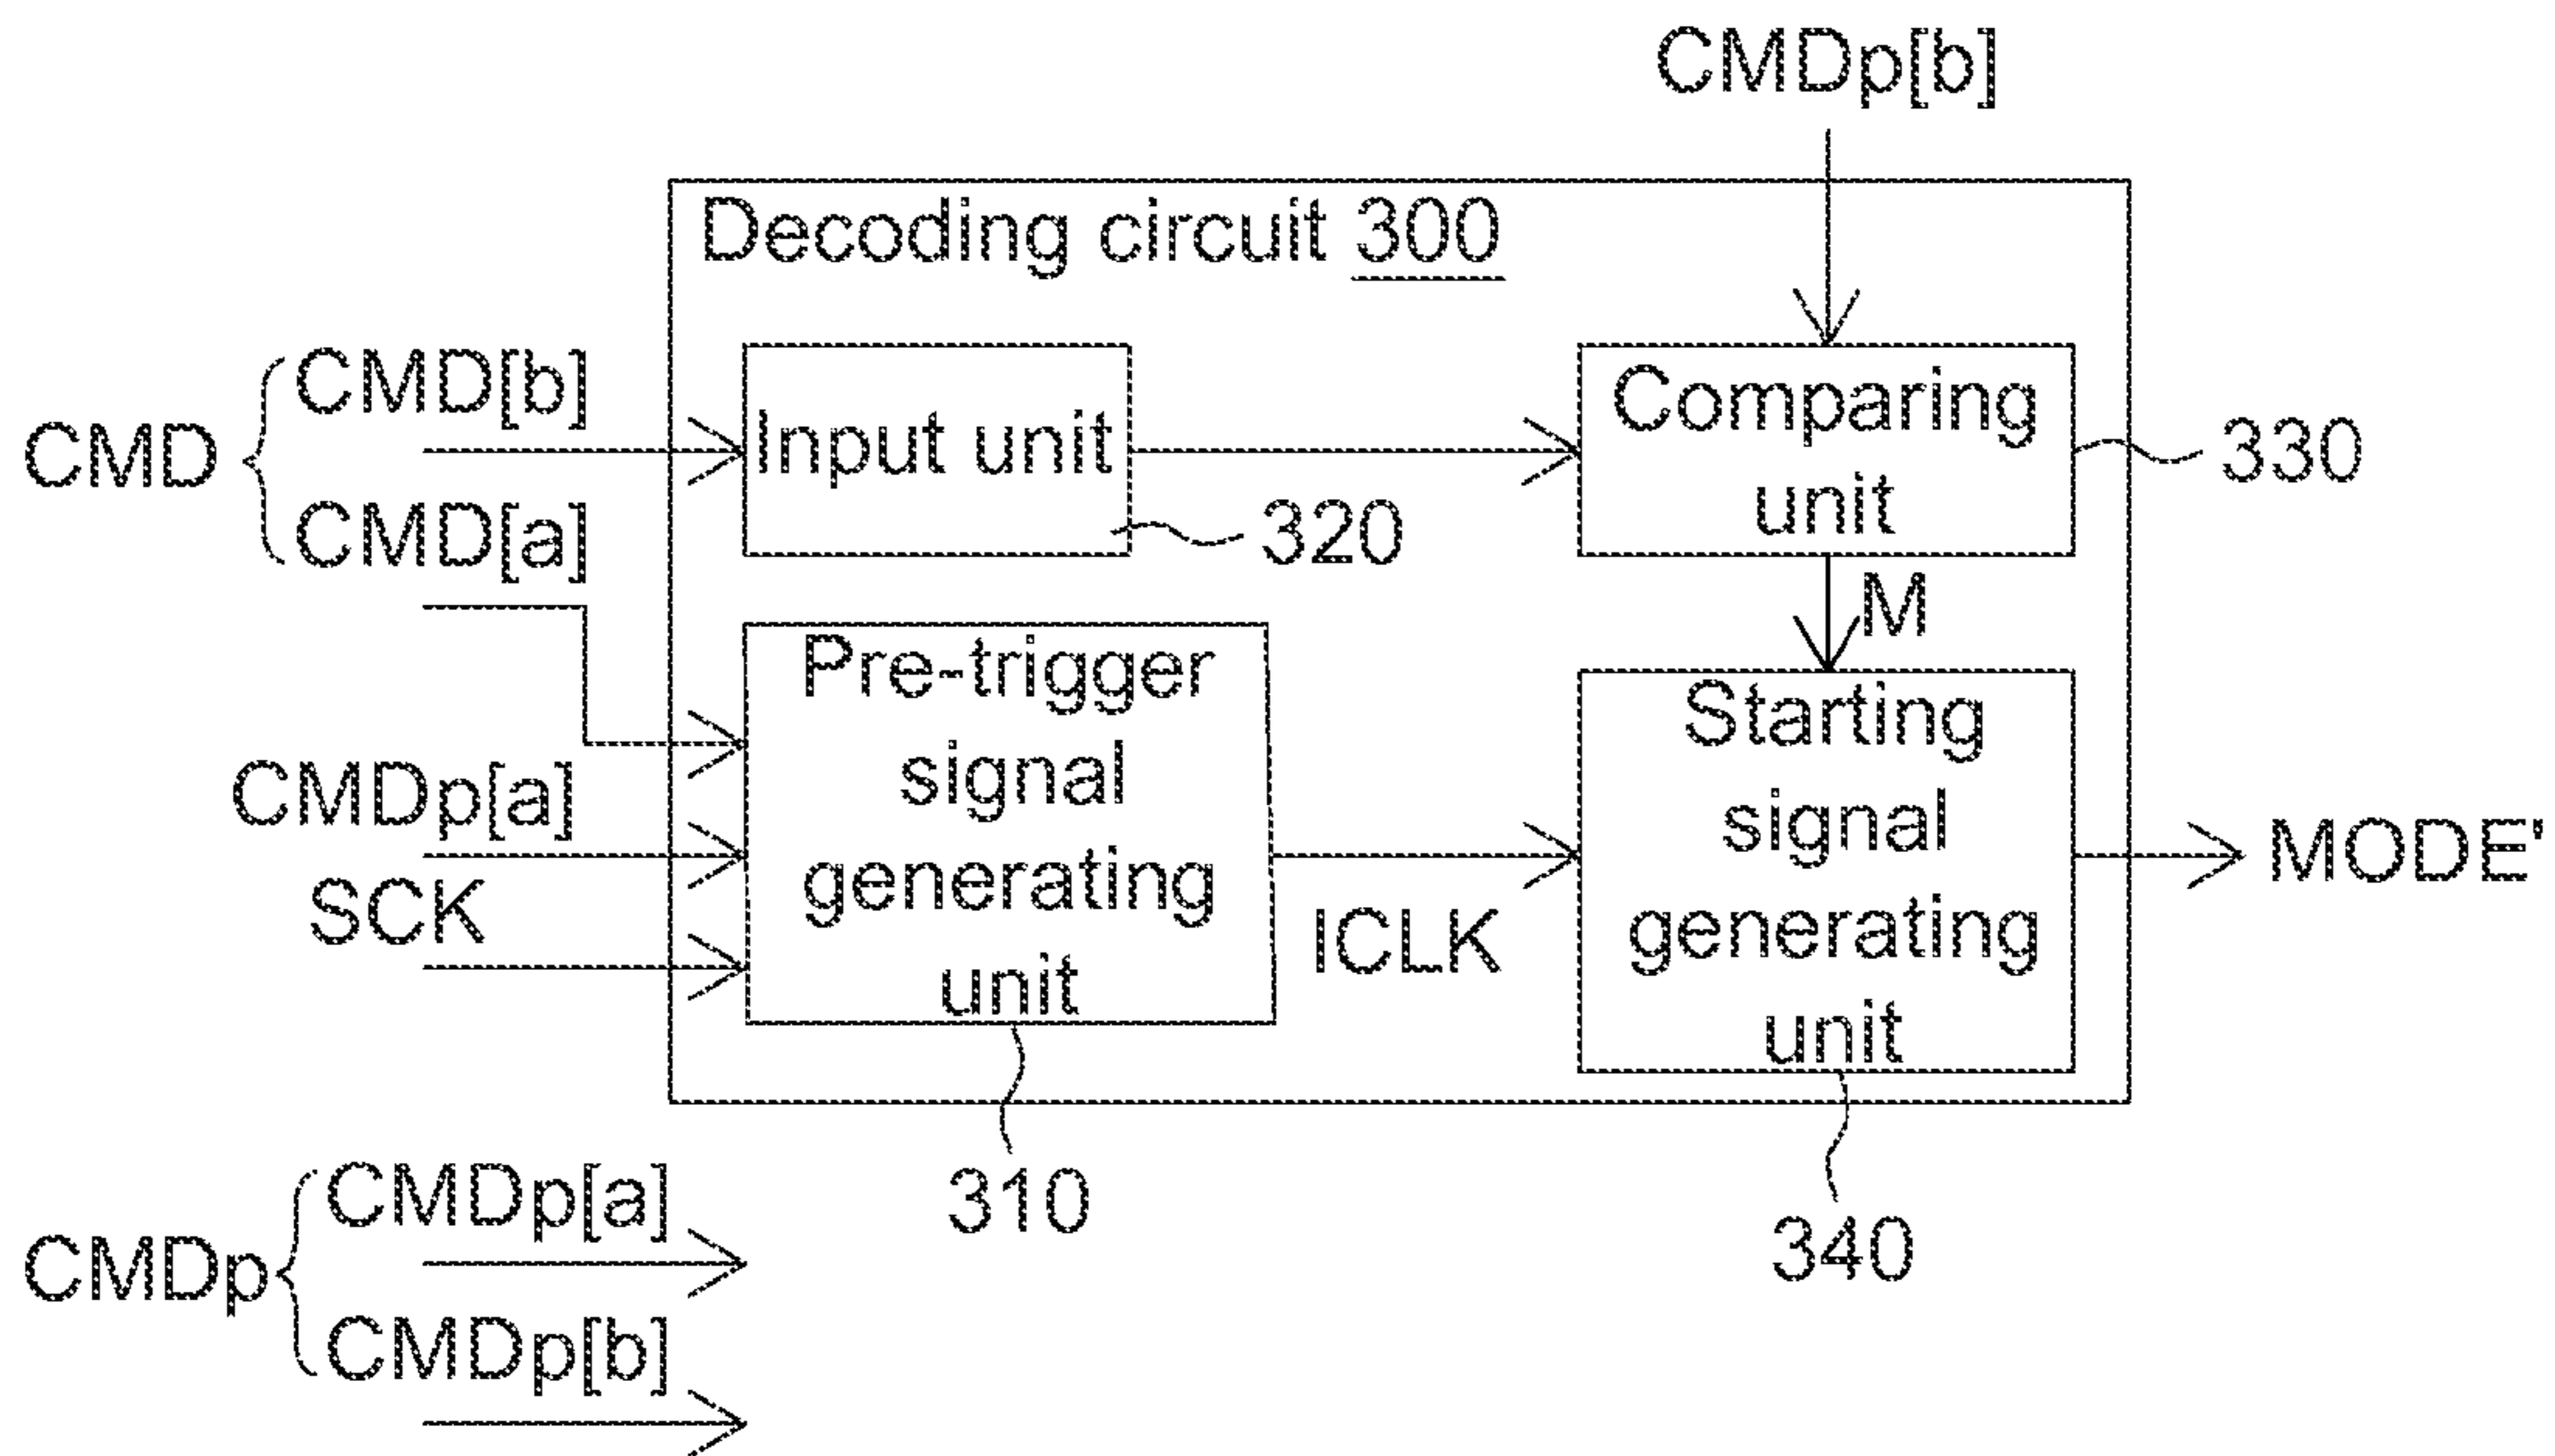 CMDp[b]
Decoding circuit 300
CMD
CMD[b]
CMD[a]
Input unit
320
Comparing
unit
330
M
CMDp[a]
SCK
Pre-trigger
signal
generating
unit
310
ICLK
Starting
signal
generating
unit
340
MODE'
CMDp
CMDp[a]
CMDp[b]